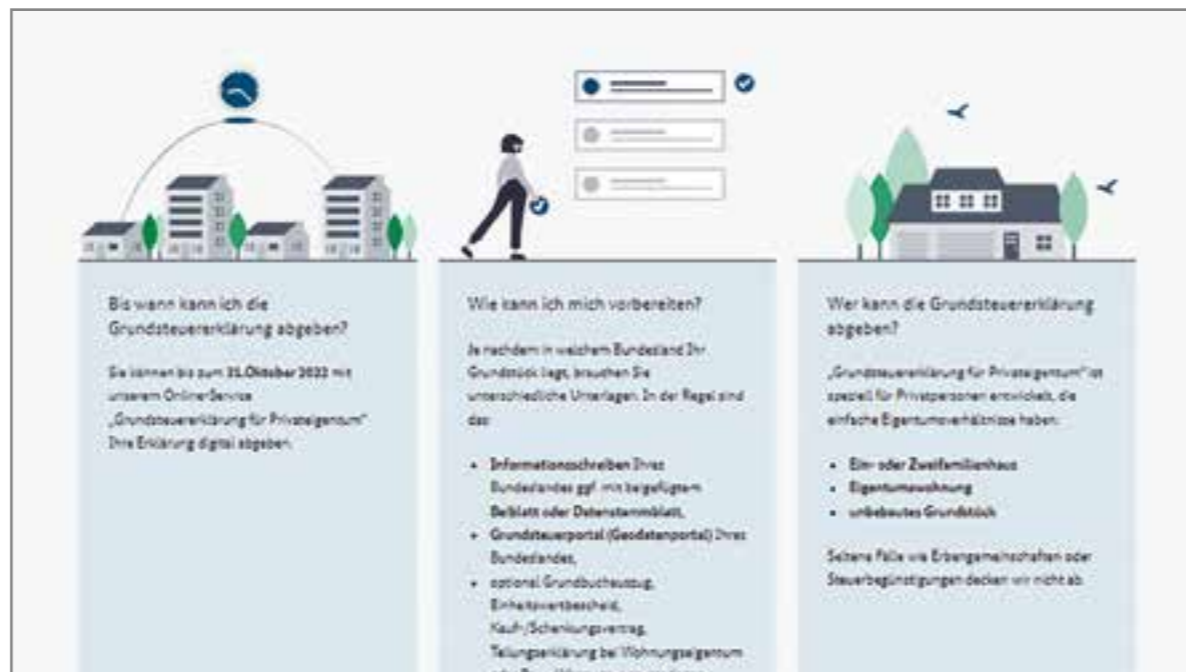 Bis wann kann ich die
Grundsteuererklärung abgeben?
Sie können bis zum 31.Oktober 2022 mit
unserem Online-Service
„Grundsteuererklärung für Privateigentum“
Ihre Erklärung digital abgeben.
Wie kann ich mich vorbereiten?
Je nachdem in welchem Bundesland Ihr
Grundstück liegt, brauchen Sie
unterschiedliche Unterlagen. In der Regel sind
das:
• Informationsschreiben Ihres
Bundeslandes ggf. mit beigefügtem
Beiblatt oder Datenstammblatt,
• Grundsteuerportal (Geodatenportal) Ihres
Bundeslandes,
• optional Grundbuchauszug,
Einheitswertbescheid,
Kauf-/Schenkungsvertrag,
Teilungserklärung bei Wohnungseigentum
Wer kann die Grundsteuererklärung
abgeben?
„Grundsteuererklärung für Privateigentum“ ist
speziell für Privatpersonen entwickelt, die
einfache Eigentumsverhältnisse haben:
• Ein- oder Zweifamilienhaus
• Eigentumswohnung
• unbebautes Grundstück
Seltene Fälle wie Erbengemeinschaften oder
Steuerbegünstigungen decken wir nicht ab.